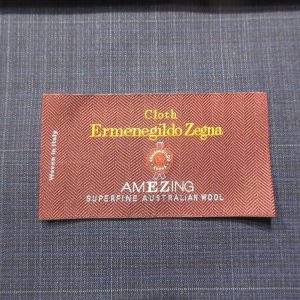 Cloth
Ermenegildo Zegna
Woven in Italy
AMEZING
SUPERFINE AUSTRALIAN WOOL